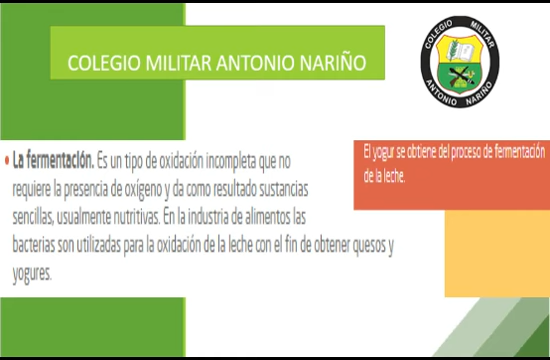 COLEGIO MILITAR ANTONIO NARIÑO
COLEGIO MILITAR
ANTONIO NARIÑO
• La fermentación. Es un tipo de oxidación incompleta que no
requiere la presencia de oxígeno y da como resultado sustancias
sencillas, usualmente nutritivas. En la industria de alimentos las
bacterias son utilizadas para la oxidación de la leche con el fin de obtener quesos y
yogures.
El yogur se obtiene del proceso de fermentación
de la leche.